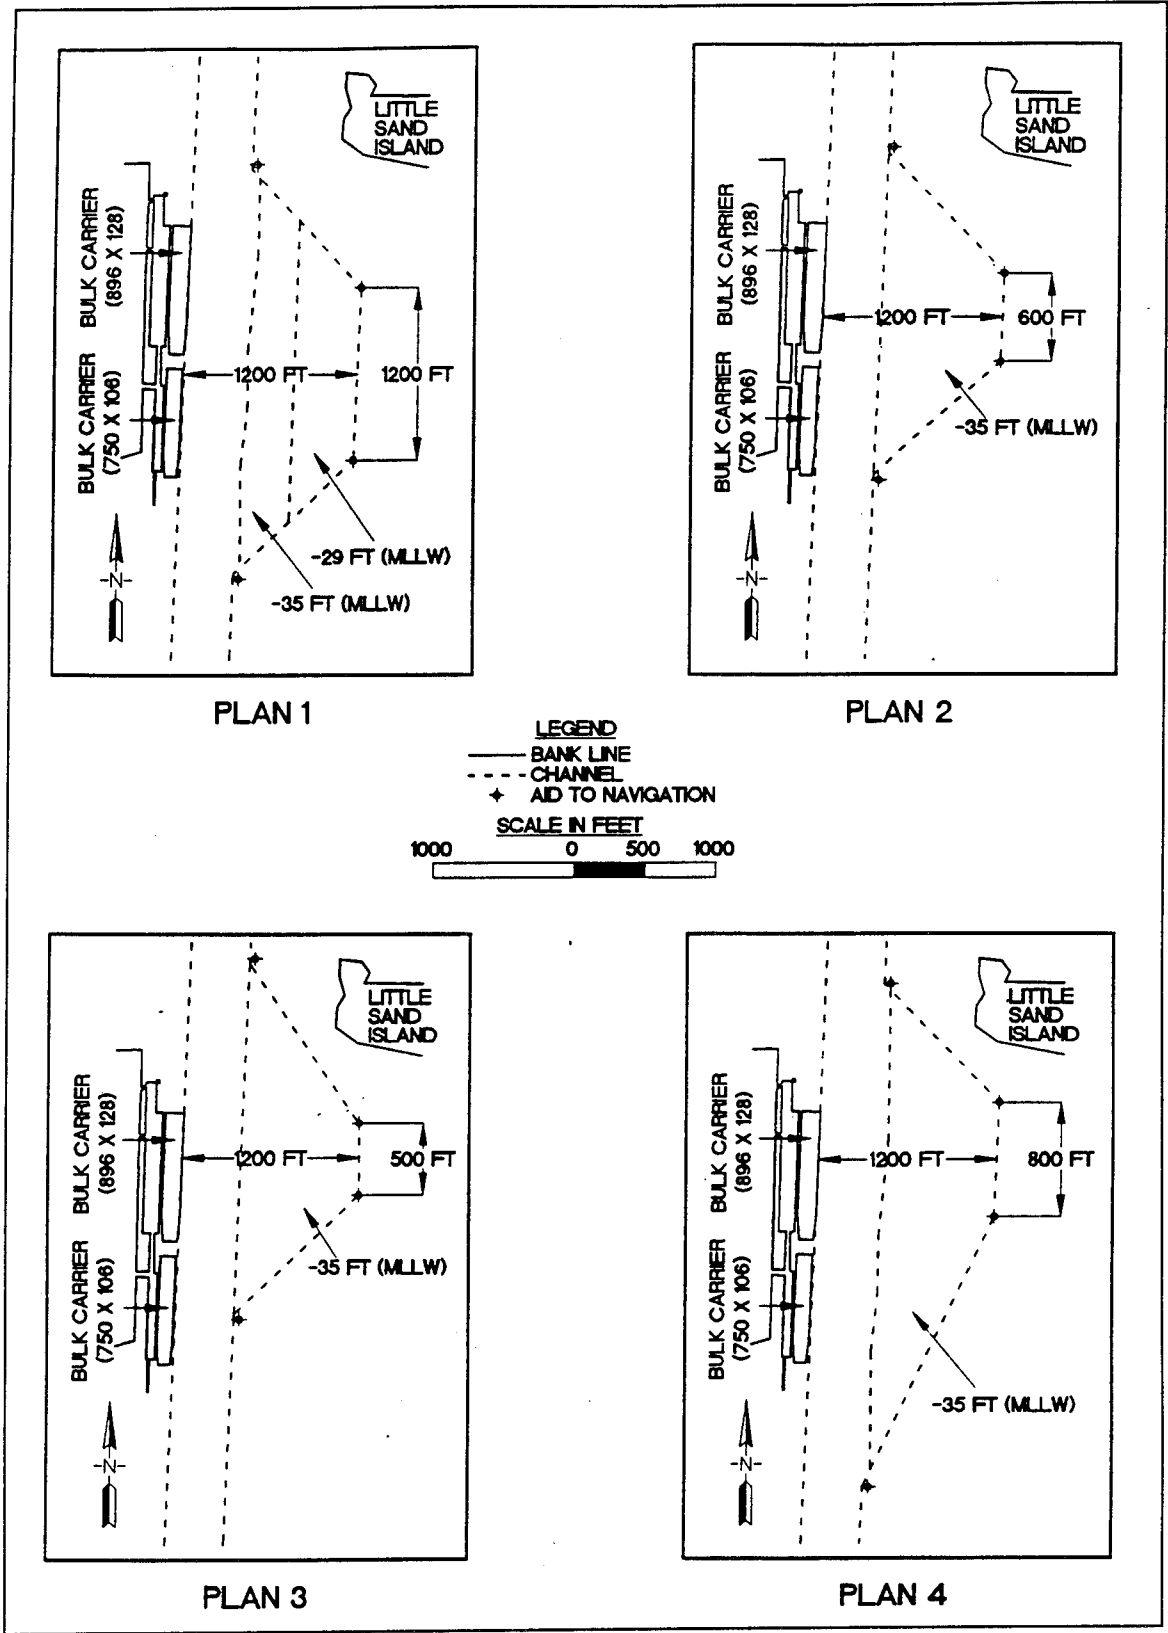 LITTLE
SAND
ISLAND
BULK CARRIER
(896 X 128)
BULK CARRIER
(750 X 106)
1200 FT
1200 FT
-29 FT (MLLW)
-35 FT (MLLW)
-N-
PLAN 1
LITTLE
SAND
ISLAND
BULK CARRIER
(896 X 128)
BULK CARRIER
(750 X 106)
1200 FT
600 FT
-35 FT (MLLW)
-N-
PLAN 2
LEGEND
BANK LINE
CHANNEL
AID TO NAVIGATION
SCALE IN FEET
1000 0 500 1000
LITTLE
SAND
ISLAND
BULK CARRIER
(896 X 128)
BULK CARRIER
(750 X 106)
1200 FT
500 FT
-35 FT (MLLW)
-N-
PLAN 3
LITTLE
SAND
ISLAND
BULK CARRIER
(896 X 128)
BULK CARRIER
(750 X 106)
1200 FT
800 FT
-35 FT (MLLW)
-N-
PLAN 4